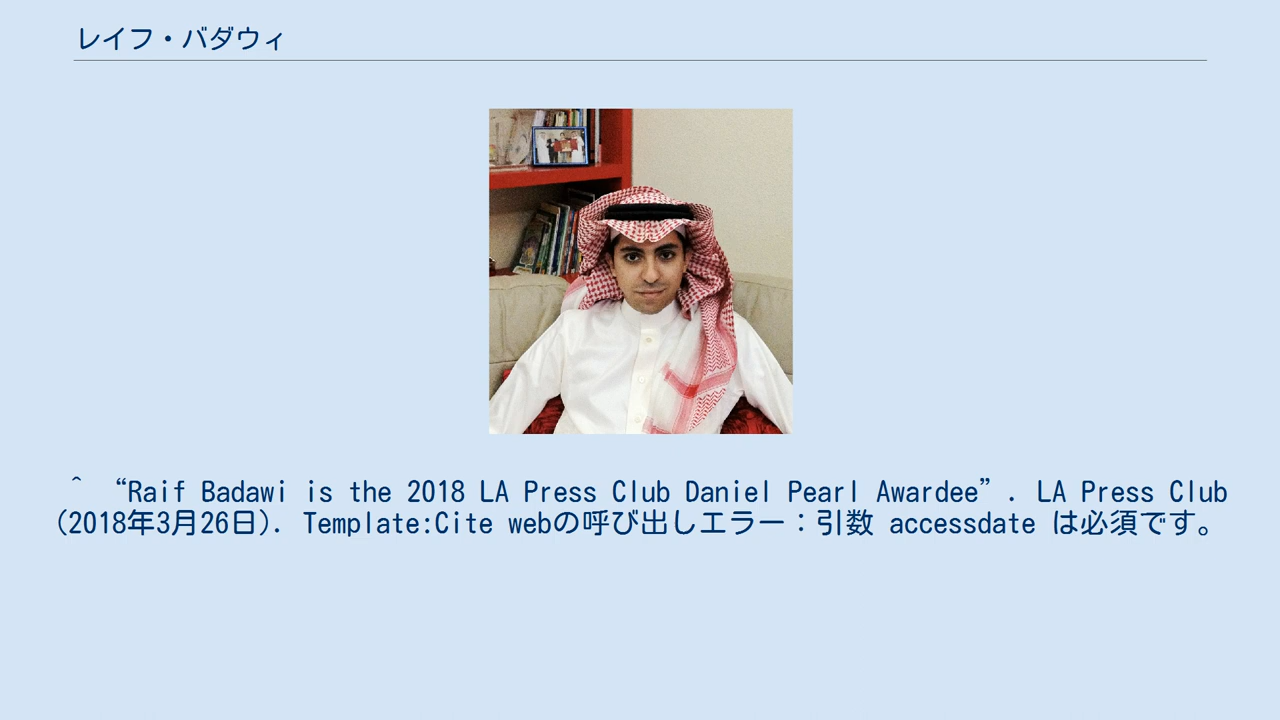 レイフ・バダウィ
^ “Raif Badawi is the 2018 LA Press Club Daniel Pearl Awardee”. LA Press Club
(2018年3月26日). Template:Cite webの呼び出しエラー：引数 accessdate は必須です。